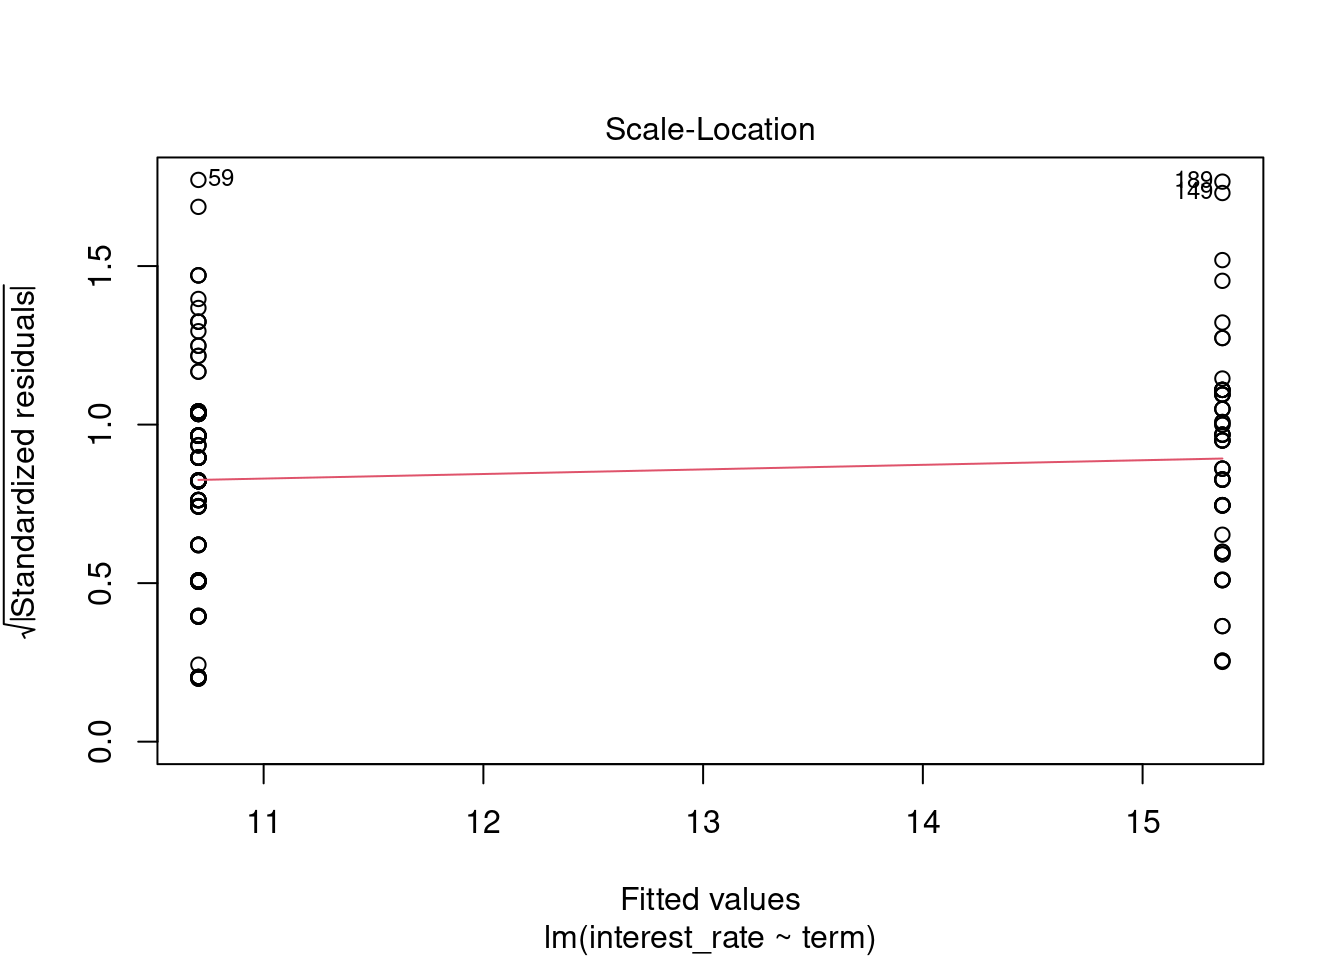 Scale-Location
√|Standardized residuals|
1.5
1.0
0.5
0.0
59
189
149
11 12 13 14 15
Fitted values
lm(interest_rate ~ term)